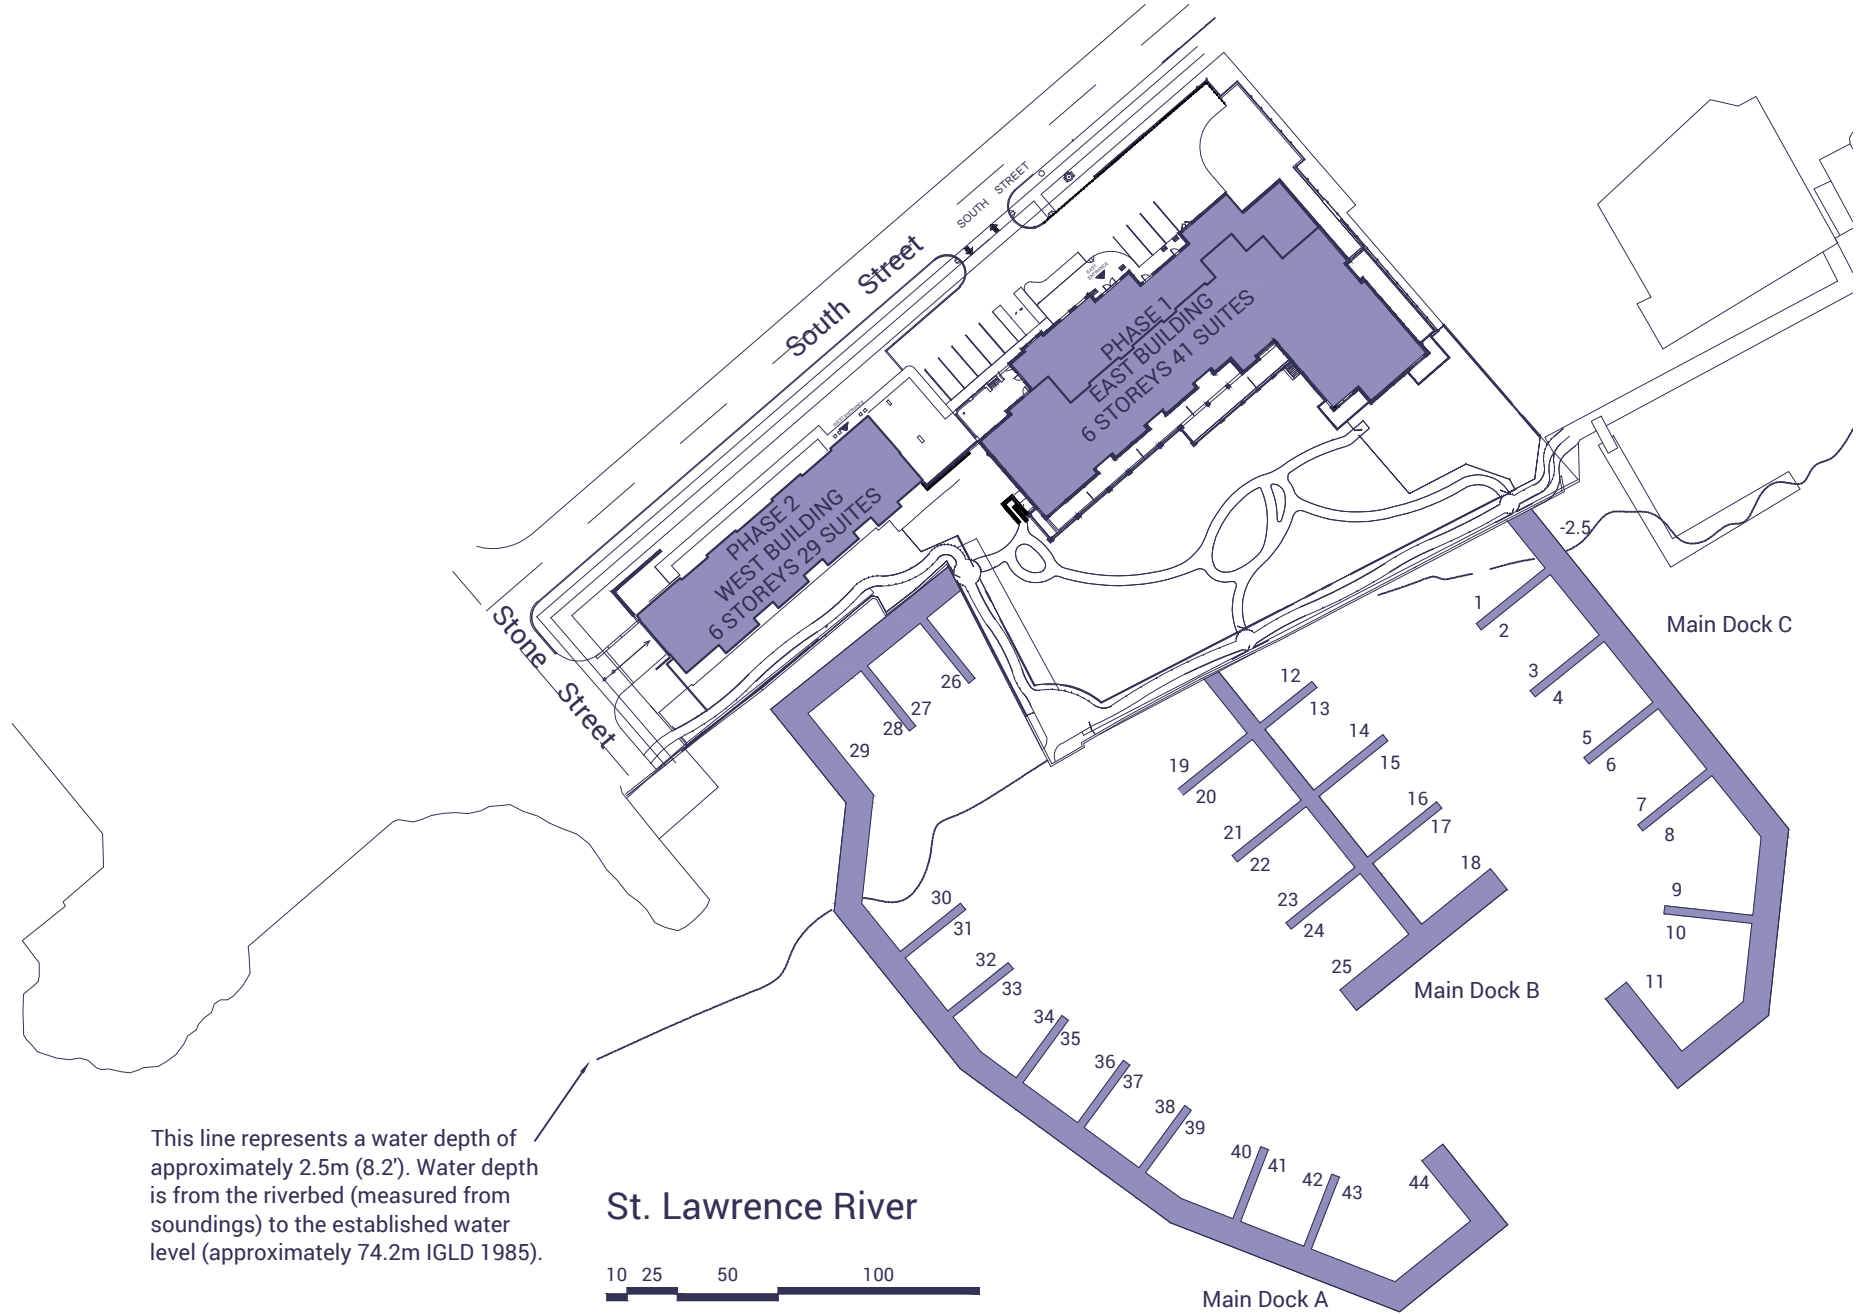 SOUTH STREET
South Street
EAST
ENTRANCE
PHASE 1
EAST BUILDING
6 STOREYS 41 SUITES
WEST ENTRANCE
PHASE 2
WEST BUILDING
6 STOREYS 29 SUITES
Stone Street
-2.5
Main Dock C
1
2
3
4
5
6
7
8
9
10
11
12
13
14
15
16
17
18
19
20
21
22
23
24
25
Main Dock B
26
27
28
29
30
31
32
33
34
35
36
37
38
39
40
41
42
43
44
Main Dock A
This line represents a water depth of
approximately 2.5m (8.2'). Water depth
is from the riverbed (measured from
soundings) to the established water
level (approximately 74.2m IGLD 1985).
St. Lawrence River
10 25 50 100